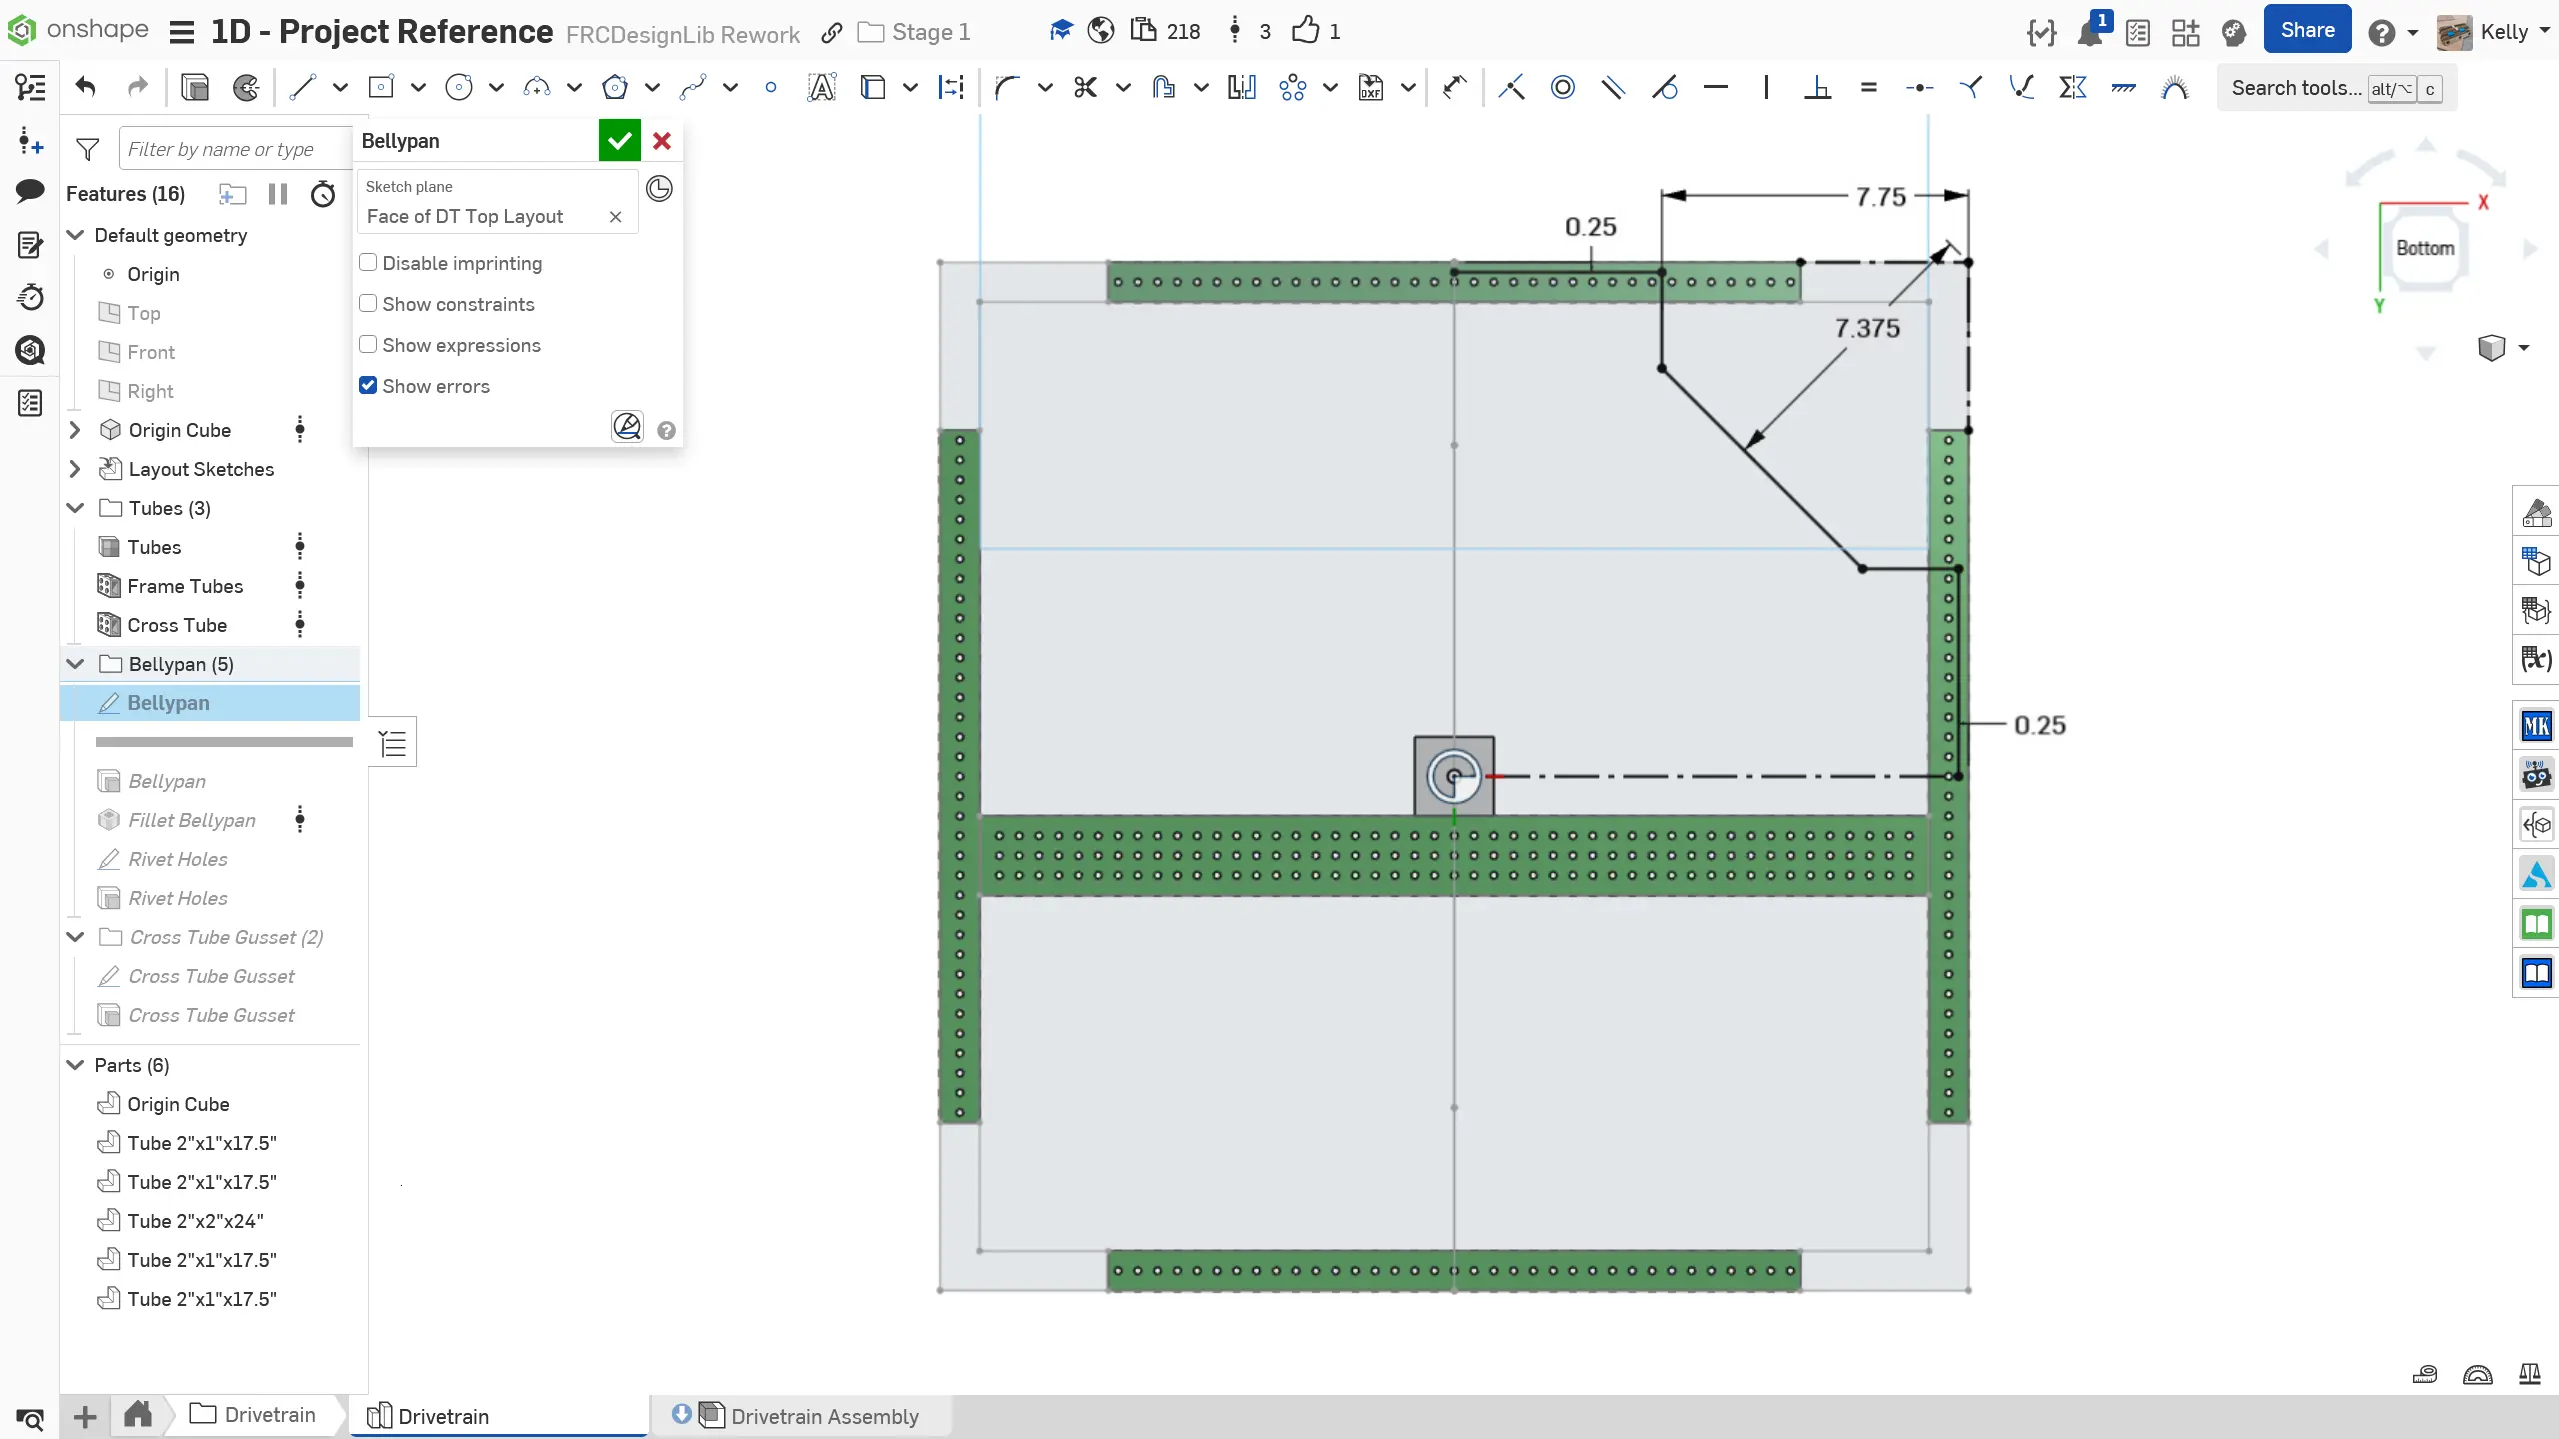 onshape
1D - Project Reference FRCDesignLib Rework Stage 1 218 3 1
1
Share
Kelly
Search tools... alt/⌥ c
DXF
Filter by name or type
Features (16)
Default geometry
Origin
Top
Front
Right
Origin Cube
Layout Sketches
Tubes (3)
Tubes
Frame Tubes
Cross Tube
Bellypan (5)
Bellypan
Bellypan
Fillet Bellypan
Rivet Holes
Rivet Holes
Cross Tube Gusset (2)
Cross Tube Gusset
Cross Tube Gusset
Parts (6)
Origin Cube
Tube 2"x1"x17.5"
Tube 2"x1"x17.5"
Tube 2"x2"x24"
Tube 2"x1"x17.5"
Tube 2"x1"x17.5"
Bellypan
Sketch plane
Face of DT Top Layout
Disable imprinting
Show constraints
Show expressions
Show errors
7.75
0.25
7.375
0.25
X
Bottom
Y
MK
Drivetrain
Drivetrain
Drivetrain Assembly